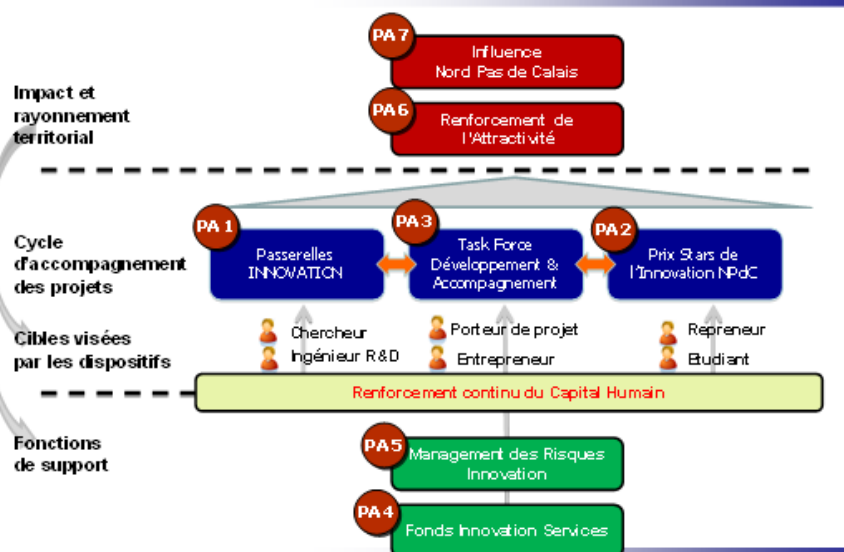 PA7
Influence
Nord Pas de Calais
Impact et
rayonnement
territorial
PA6
Renforcement de
l'Attractivité
PA1
Passerelles
INNOVATION
PA3
Task Force
Développement &
Accompagnement
PA2
Prix Stars de
l'Innovation NPdC
Cycle
d'accompagnement
des projets
Cibles visées
par les dispositifs
Chercheur
Ingénieur R&D
Porteur de projet
Entrepreneur
Repreneur
Etudiant
Renforcement continu du Capital Humain
Fonctions
de support
PA5
Management des Risques
Innovation
PA4
Fonds Innovation Services